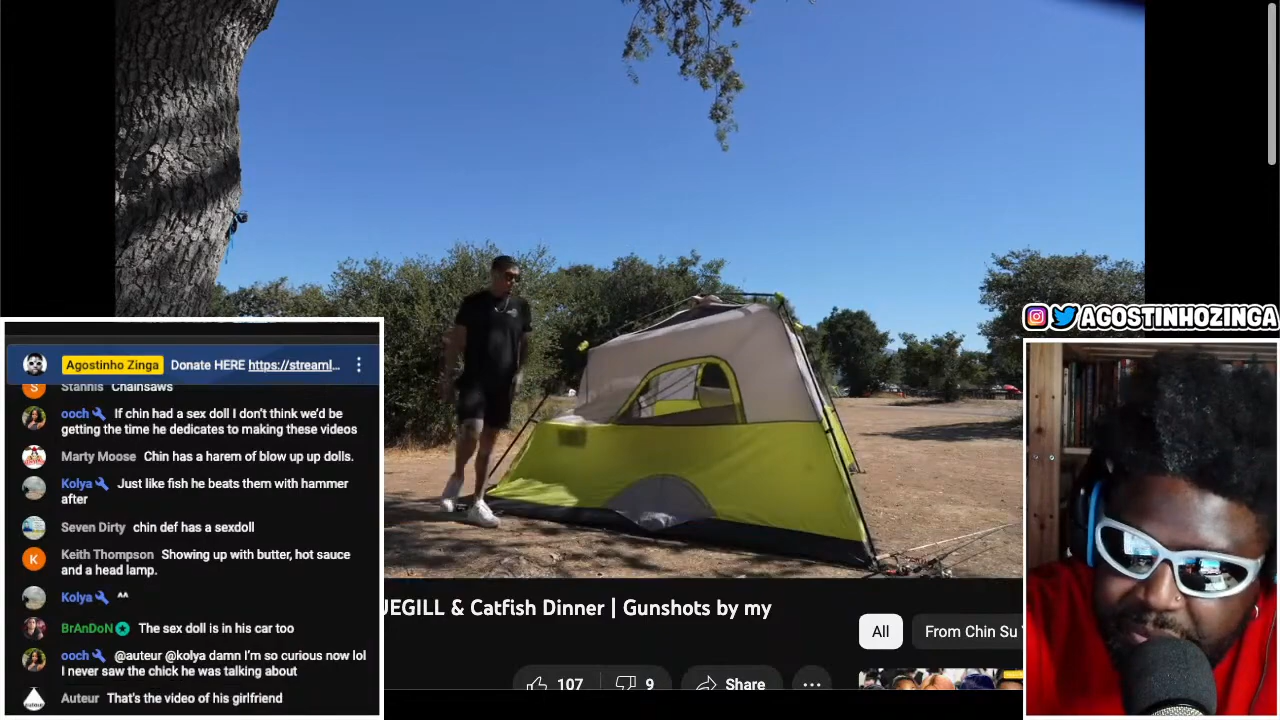 Agostinho Zinga Donate HERE https://streaml...
Stannis Chainsaws
ooch If chin had a sex doll I don't think we'd be
getting the time he dedicates to making these videos
Marty Moose Chin has a harem of blow up up dolls.
Kolya Just like fish he beats them with hammer
after
Seven Dirty chin def has a sexdoll
Keith Thompson Showing up with butter, hot sauce
and a head lamp.
Kolya ^^
BrAnDoN The sex doll is in his car too
ooch @auteur @kolya damn I'm so curious now lol
I never saw the chick he was talking about
Auteur That's the video of his girlfriend
UEGILL & Catfish Dinner | Gunshots by my
107
9
Share
All
From Chin Su
AGOSTINHOZINGA